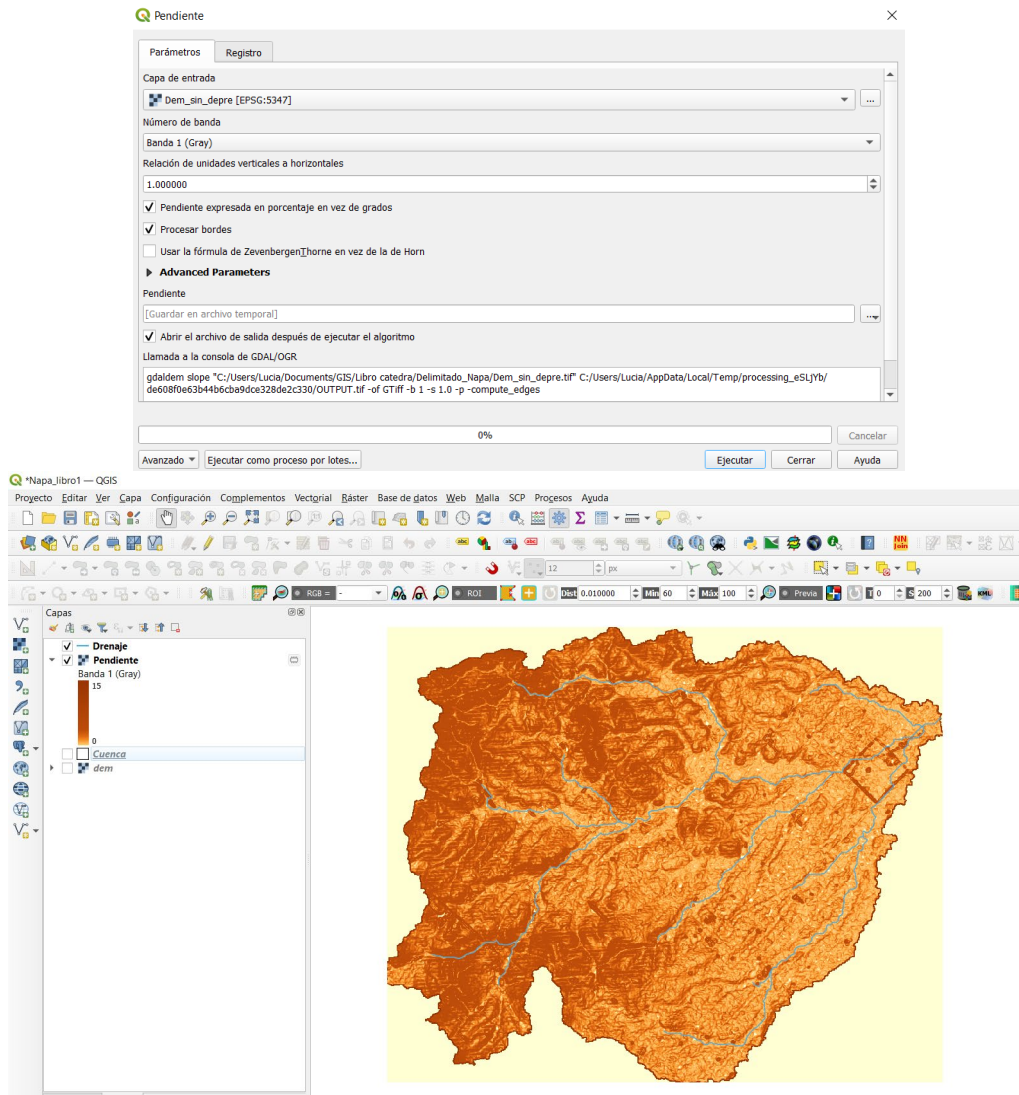 Pendiente
Parámetros Registro
Capa de entrada
Dem_sin_depre [EPSG:5347]
...
Número de banda
Banda 1 (Gray)
Relación de unidades verticales a horizontales
1.000000
Pendiente expresada en porcentaje en vez de grados
Procesar bordes
Usar la fórmula de ZevenbergenThorne en vez de la de Horn
Advanced Parameters
Pendiente
[Guardar en archivo temporal]
...
Abrir el archivo de salida después de ejecutar el algoritmo
Llamada a la consola de GDAL/OGR
gdaldem slope "C:/Users/Lucia/Documents/GIS/Libro catedra/Delimitado_Napa/Dem_sin_depre.tif" C:/Users/Lucia/AppData/Local/Temp/processing_eSLjYb/
de608f0e63b44b6cba9dce328de2c330/OUTPUT.tif -of GTiff -b 1 -s 1.0 -p -compute_edges
0%
Cancelar
Avanzado Ejecutar como proceso por lotes... Ejecutar Cerrar Ayuda
*Napa_libro1 — QGIS
Proyecto Editar Ver Capa Configuración Complementos Vectorial Ráster Base de datos Web Malla SCP Procesos Ayuda
abc abc NN join
12 px
RGB = - ROI Dist 0.010000 Min 60 Máx 100 Previa T 0 S 200 KML
Capas
Drenaje
Pendiente
Banda 1 (Gray)
15
0
Cuenca
dem